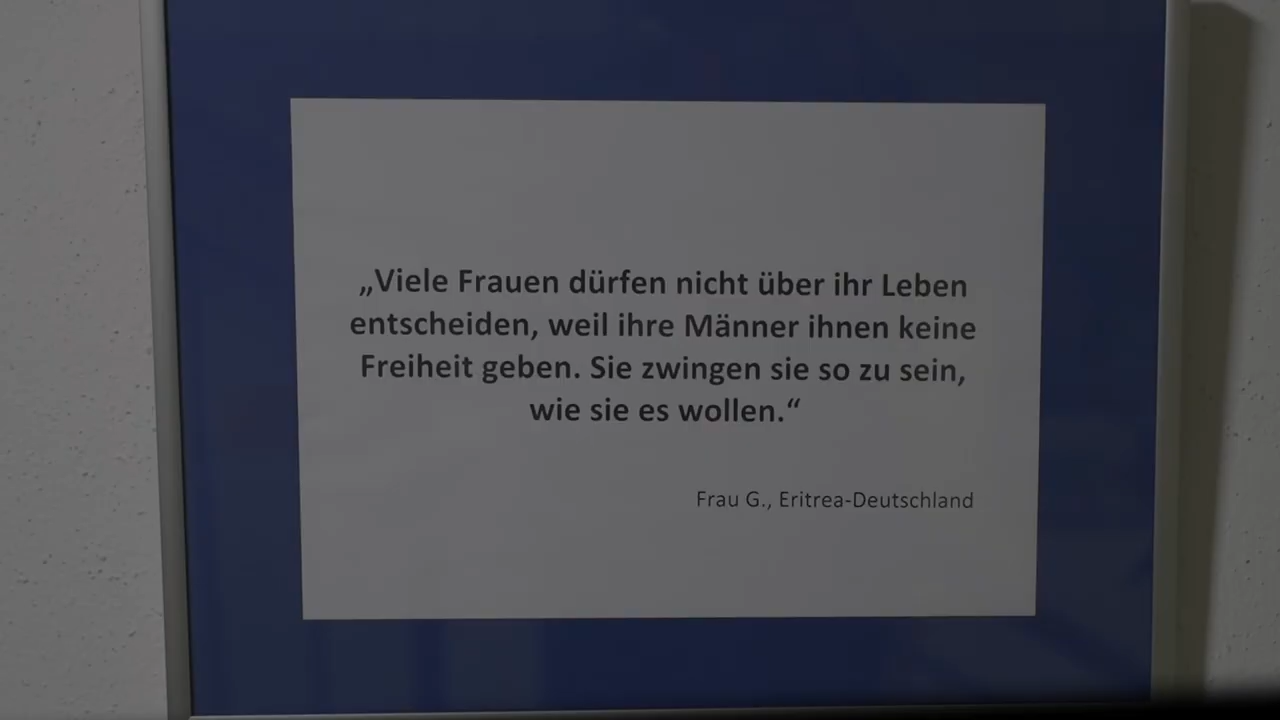 „Viele Frauen dürfen nicht über ihr Leben
entscheiden, weil ihre Männer ihnen keine
Freiheit geben. Sie zwingen sie so zu sein,
wie sie es wollen.“
Frau G., Eritrea-Deutschland